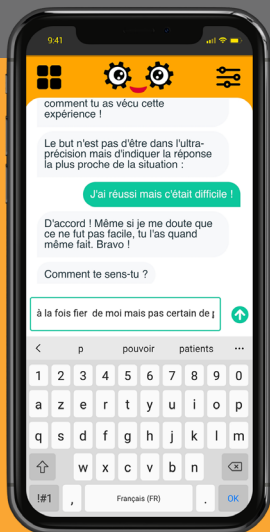 9:41
comment tu as vécu cette
expérience !
Le but n'est pas d'être dans l'ultra-
précision mais d'indiquer la réponse
la plus proche de la situation :
J'ai réussi mais c'était difficile !
D'accord ! Même si je me doute que
ce ne fut pas facile, tu l'as quand
même fait. Bravo !
Comment te sens-tu ?
à la fois fier de moi mais pas certain de
p pouvoir patients ...
1 2 3 4 5 6 7 8 9 0
a z e r t y u i o p
q s d f g h j k l m
w x c v b n
!#1 , Français (FR) . OK